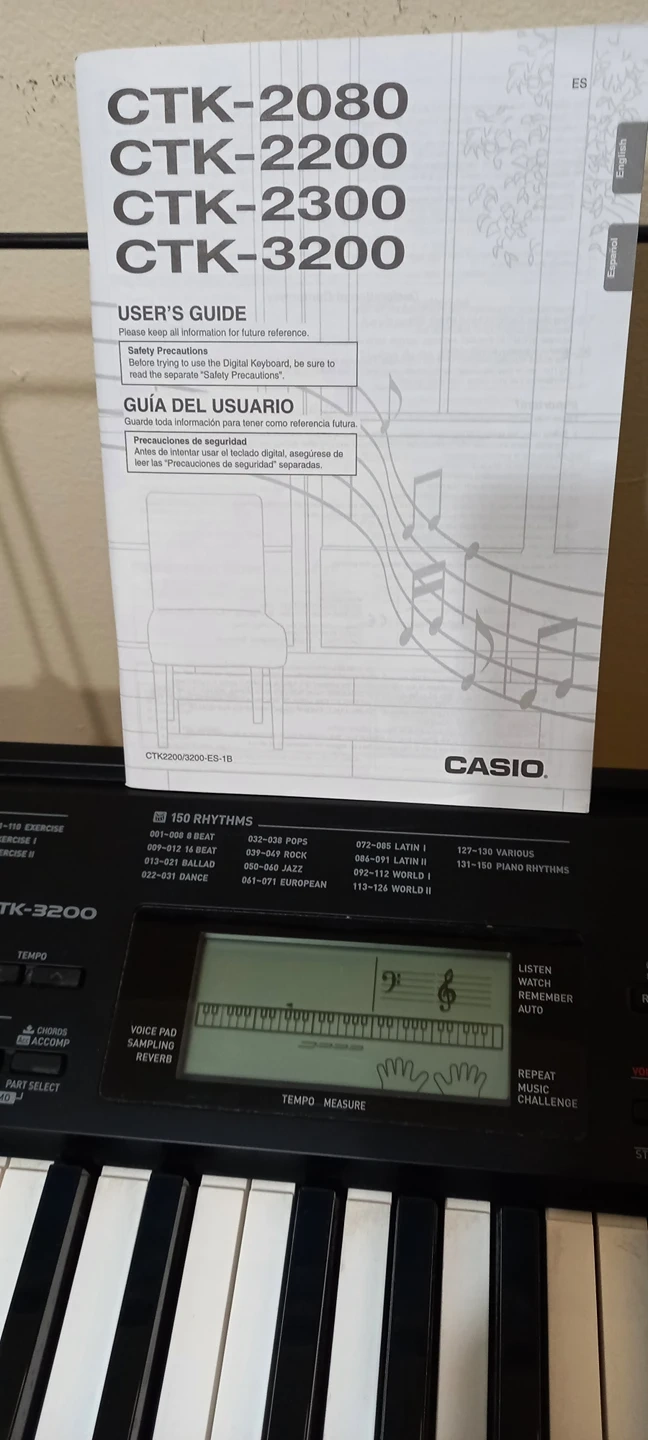 CTK-2080
CTK-2200
CTK-2300
CTK-3200
ES
English
Español
USER'S GUIDE
Please keep all information for future reference.
Safety Precautions
Before trying to use the Digital Keyboard, be sure to
read the separate "Safety Precautions".
GUÍA DEL USUARIO
Guarde toda información para tener como referencia futura.
Precauciones de seguridad
Antes de intentar usar el teclado digital, asegúrese de
leer las "Precauciones de seguridad" separadas.
CTK2200/3200-ES-1B
CASIO
-110 EXERCISE
ERCISE I
ERCISE II
150 RHYTHMS
001-008 8 BEAT
009-012 16 BEAT
013-021 BALLAD
022-031 DANCE
032-038 POPS
039-049 ROCK
050-060 JAZZ
061-071 EUROPEAN
072-085 LATIN I
086-091 LATIN II
092-112 WORLD I
113-126 WORLD II
127-130 VARIOUS
131-150 PIANO RHYTHMS
TK-3200
TEMPO
CHORDS
ACCOMP
PART SELECT
VOICE PAD
SAMPLING
REVERB
TEMPO MEASURE
LISTEN
WATCH
REMEMBER
AUTO
REPEAT
MUSIC
CHALLENGE
R
VO
ST